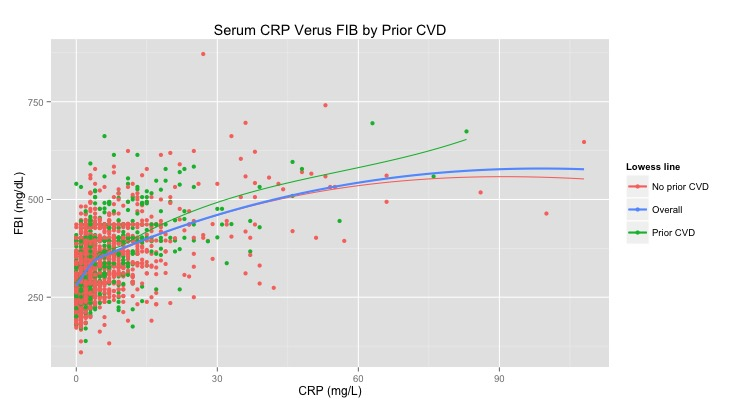 Serum CRP Verus FIB by Prior CVD
FBI (mg/dL)
750
500
250
0
30
60
90
CRP (mg/L)
Lowess line
No prior CVD
Overall
Prior CVD